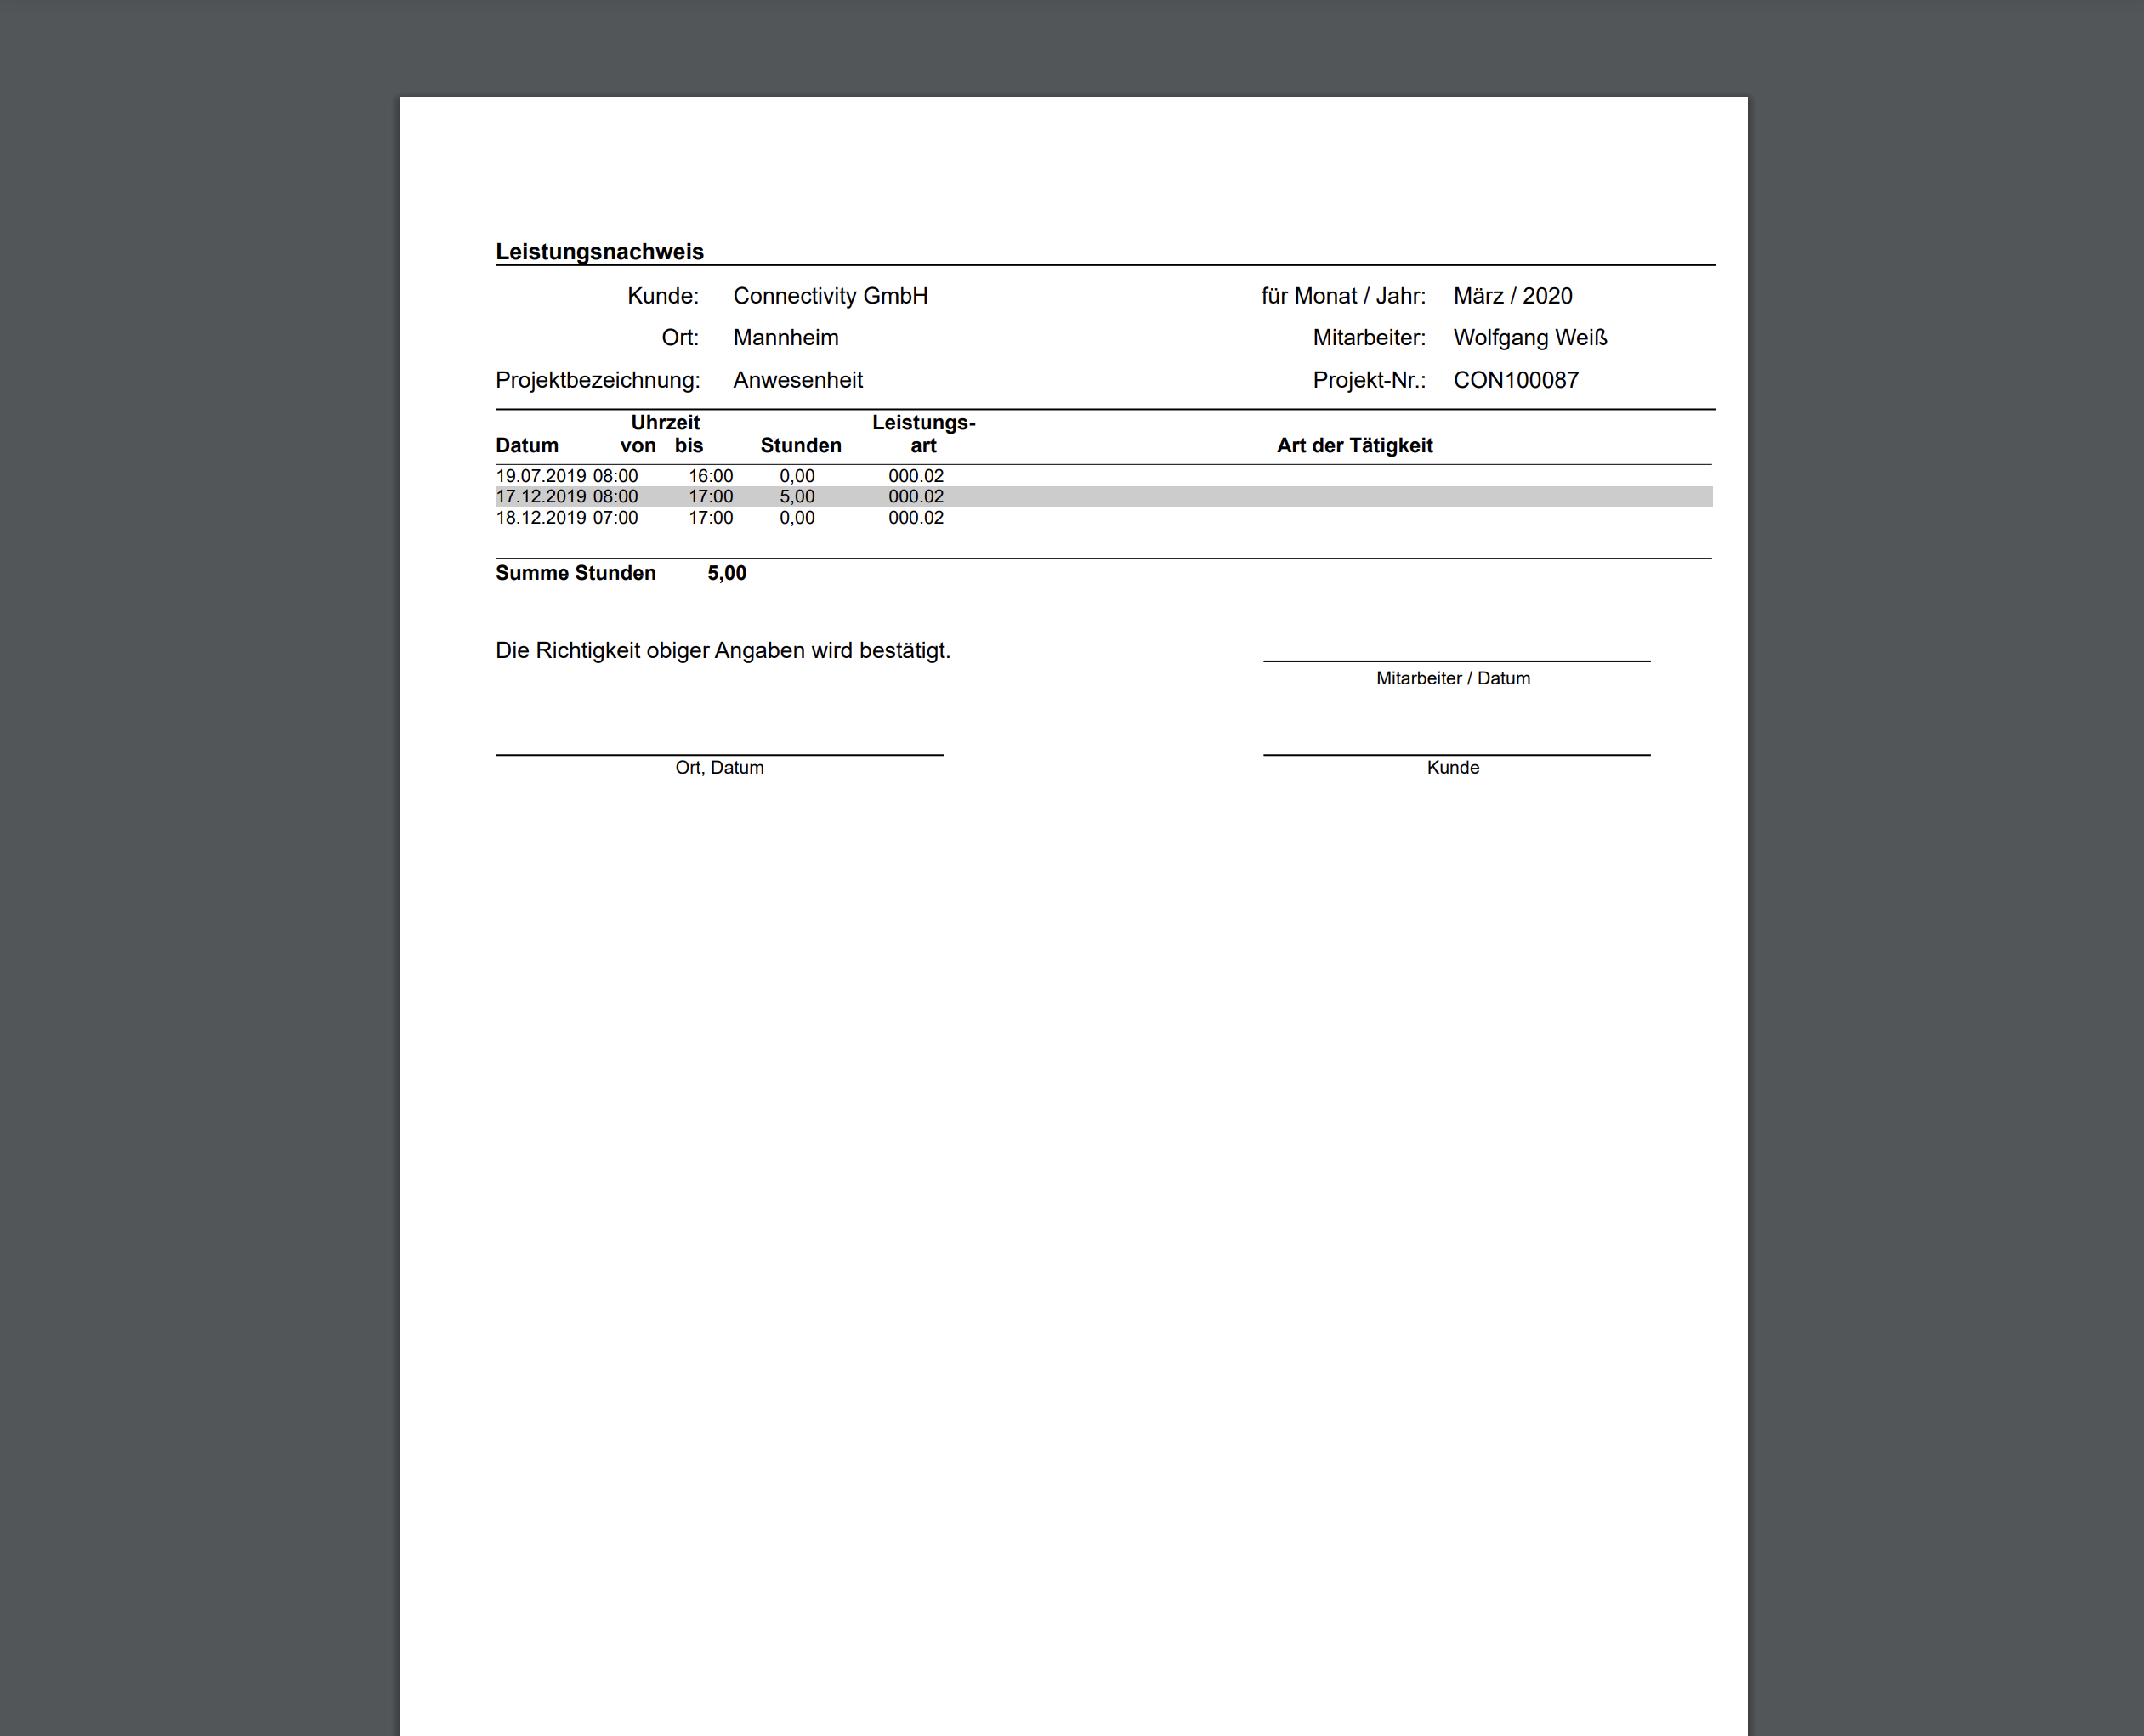 Leistungsnachweis
Kunde: Connectivity GmbH für Monat / Jahr: März / 2020
Ort: Mannheim Mitarbeiter: Wolfgang Weiß
Projektbezeichnung: Anwesenheit Projekt-Nr.: CON100087
Uhrzeit Leistungs-
Datum von bis Stunden art Art der Tätigkeit
19.07.2019 08:00 16:00 0,00 000.02
17.12.2019 08:00 17:00 5,00 000.02
18.12.2019 07:00 17:00 0,00 000.02
Summe Stunden 5,00
Die Richtigkeit obiger Angaben wird bestätigt.
Mitarbeiter / Datum
Ort, Datum Kunde